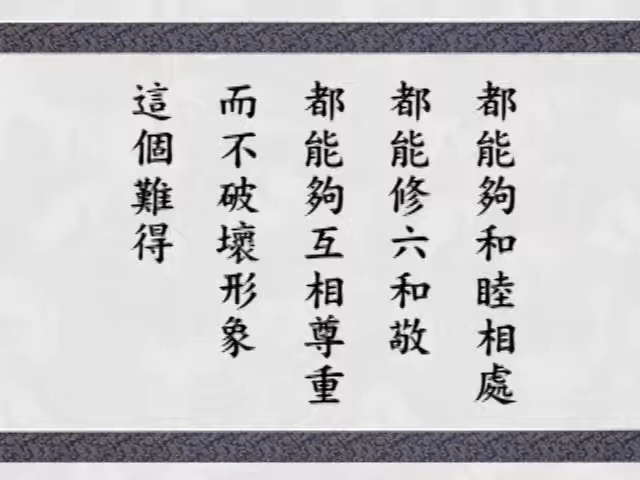 都能夠和睦相處
都能修六和敬
都能夠互相尊重
而不破壞形象
這個難得